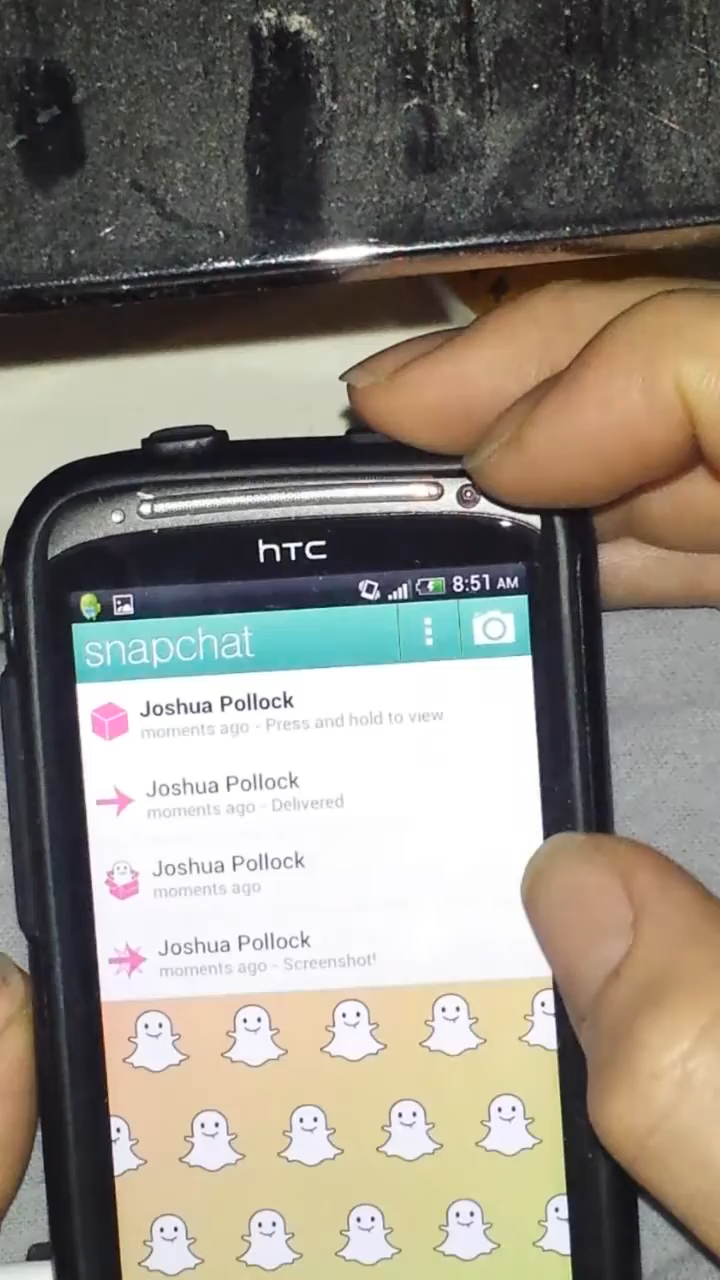 hTC
8:51 AM
snapchat
Joshua Pollock
moments ago - Press and hold to view
Joshua Pollock
moments ago - Delivered
Joshua Pollock
moments ago
Joshua Pollock
moments ago - Screenshot!